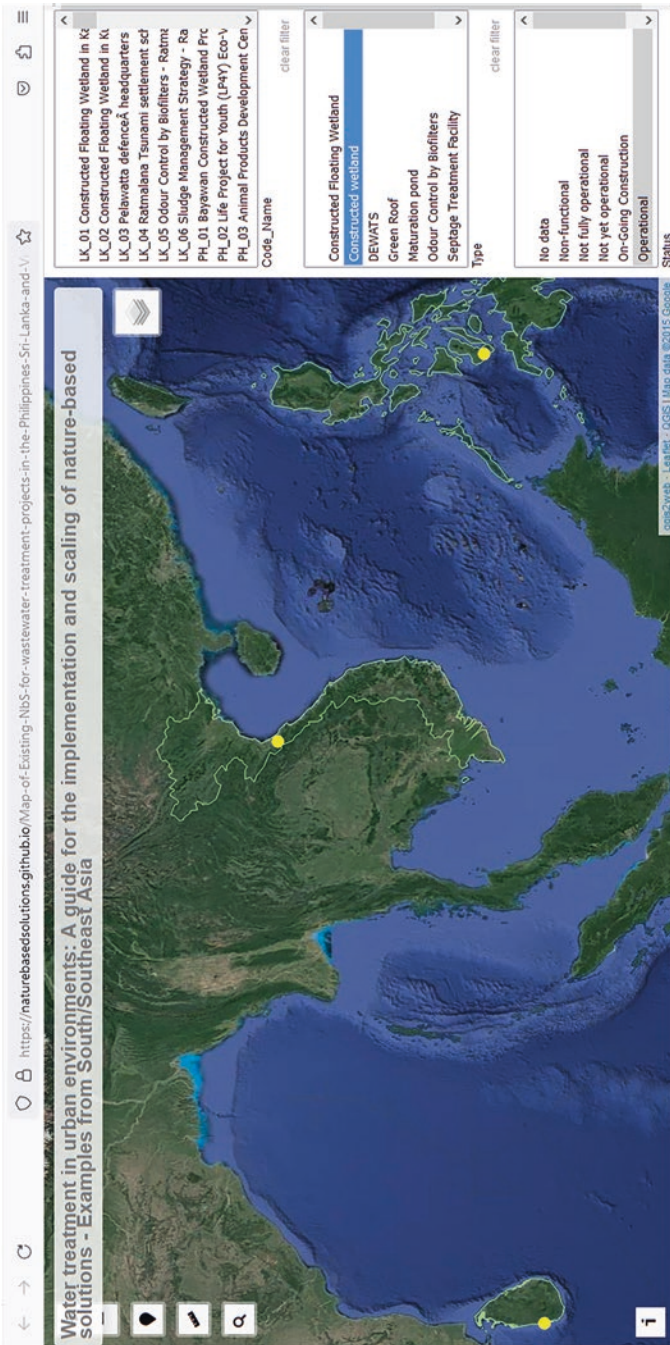 https://naturebasedsolutions.github.io/Map-of-Existing-NbS-for-wastewater-treatment-projects-in-the-Philippines-Sri-Lanka-and-V
Water treatment in urban environments: A guide for the implementation and scaling of nature-based
solutions - Examples from South/Southeast Asia
LK_01 Constructed Floating Wetland in Ka
LK_02 Constructed Floating Wetland in Ku
LK_03 Pelawatta defenceÂ headquarters
LK_04 Ratmalana Tsunami settlement sch
LK_05 Odour Control by Biofilters - Ratma
LK_06 Sludge Management Strategy - Ra
PH_01 Bayawan Constructed Wetland Pro
PH_02 Life Project for Youth (LP4Y) Eco-V
PH_03 Animal Products Development Cen
Code_Name
clear filter
Constructed Floating Wetland
Constructed wetland
DEWATS
Green Roof
Maturation pond
Odour Control by Biofilters
Septage Treatment Facility
Type
clear filter
No data
Non-functional
Not fully operational
Not yet operational
On-Going Construction
Operational
Status
i
qgis2web - Leaflet - QGIS | Map data ©2015 Google